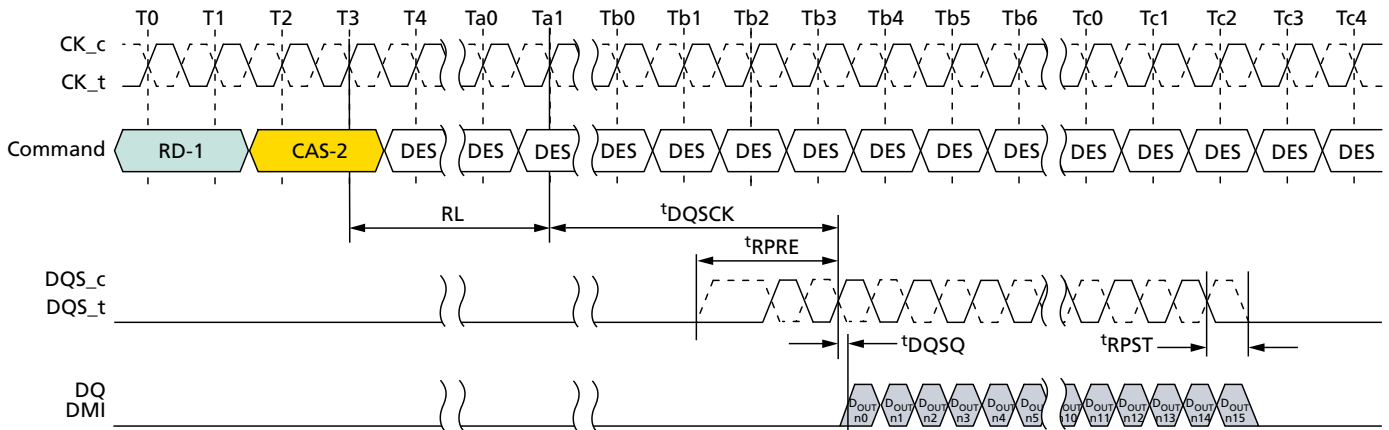 T0 T1 T2 T3 T4 Ta0 Ta1 Tb0 Tb1 Tb2 Tb3 Tb4 Tb5 Tb6 Tc0 Tc1 Tc2 Tc3 Tc4
CK_c
CK_t
Command RD-1 CAS-2 DES DES DES DES DES DES DES DES DES DES DES DES DES DES DES
RL tDQSCK
tRPRE
DQS_c
DQS_t
tDQSQ tRPST
DQ
DMI
DOUT n0 DOUT n1 DOUT n2 DOUT n3 DOUT n4 DOUT n5 DOUT n10 DOUT n11 DOUT n12 DOUT n13 DOUT n14 DOUT n15